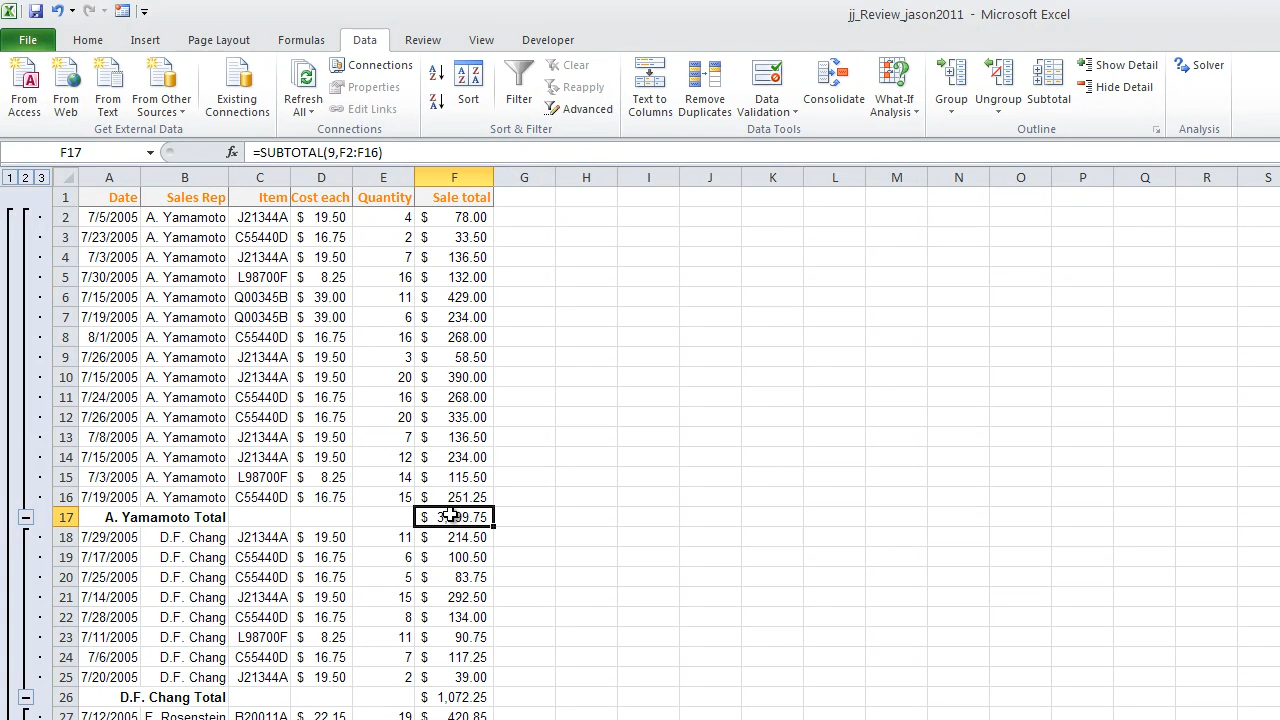 jj_Review_jason2011 - Microsoft Excel
File Home Insert Page Layout Formulas Data Review View Developer
From Access
From Web
From Text
From Other Sources
Existing Connections
Get External Data
Refresh All
Connections
Properties
Edit Links
Connections
Sort
Filter
Clear
Reapply
Advanced
Sort & Filter
Text to Columns
Remove Duplicates
Data Validation
Consolidate
What-If Analysis
Data Tools
Group
Ungroup
Subtotal
Show Detail
Hide Detail
Outline
Solver
Analysis
F17 fx =SUBTOTAL(9,F2:F16)
1 2 3 A B C D E F G H I J K L M N O P Q R S
1 Date Sales Rep Item Cost each Quantity Sale total
2 7/5/2005 A. Yamamoto J21344A $ 19.50 4 $ 78.00
3 7/23/2005 A. Yamamoto C55440D $ 16.75 2 $ 33.50
4 7/3/2005 A. Yamamoto J21344A $ 19.50 7 $ 136.50
5 7/30/2005 A. Yamamoto L98700F $ 8.25 16 $ 132.00
6 7/15/2005 A. Yamamoto Q00345B $ 39.00 11 $ 429.00
7 7/19/2005 A. Yamamoto Q00345B $ 39.00 6 $ 234.00
8 8/1/2005 A. Yamamoto C55440D $ 16.75 16 $ 268.00
9 7/26/2005 A. Yamamoto J21344A $ 19.50 3 $ 58.50
10 7/15/2005 A. Yamamoto J21344A $ 19.50 20 $ 390.00
11 7/24/2005 A. Yamamoto C55440D $ 16.75 16 $ 268.00
12 7/26/2005 A. Yamamoto C55440D $ 16.75 20 $ 335.00
13 7/8/2005 A. Yamamoto J21344A $ 19.50 7 $ 136.50
14 7/15/2005 A. Yamamoto J21344A $ 19.50 12 $ 234.00
15 7/3/2005 A. Yamamoto L98700F $ 8.25 14 $ 115.50
16 7/19/2005 A. Yamamoto C55440D $ 16.75 15 $ 251.25
17 A. Yamamoto Total $
18 7/29/2005 D.F. Chang J21344A $ 19.50 11 $ 214.50
19 7/17/2005 D.F. Chang C55440D $ 16.75 6 $ 100.50
20 7/25/2005 D.F. Chang C55440D $ 16.75 5 $ 83.75
21 7/14/2005 D.F. Chang J21344A $ 19.50 15 $ 292.50
22 7/28/2005 D.F. Chang C55440D $ 16.75 8 $ 134.00
23 7/11/2005 D.F. Chang L98700F $ 8.25 11 $ 90.75
24 7/6/2005 D.F. Chang C55440D $ 16.75 7 $ 117.25
25 7/20/2005 D.F. Chang J21344A $ 19.50 2 $ 39.00
26 D.F. Chang Total $ 1,072.25
27 7/12/2005 E. Rosenstein B20011A $ 22.15 19 $ 420.85